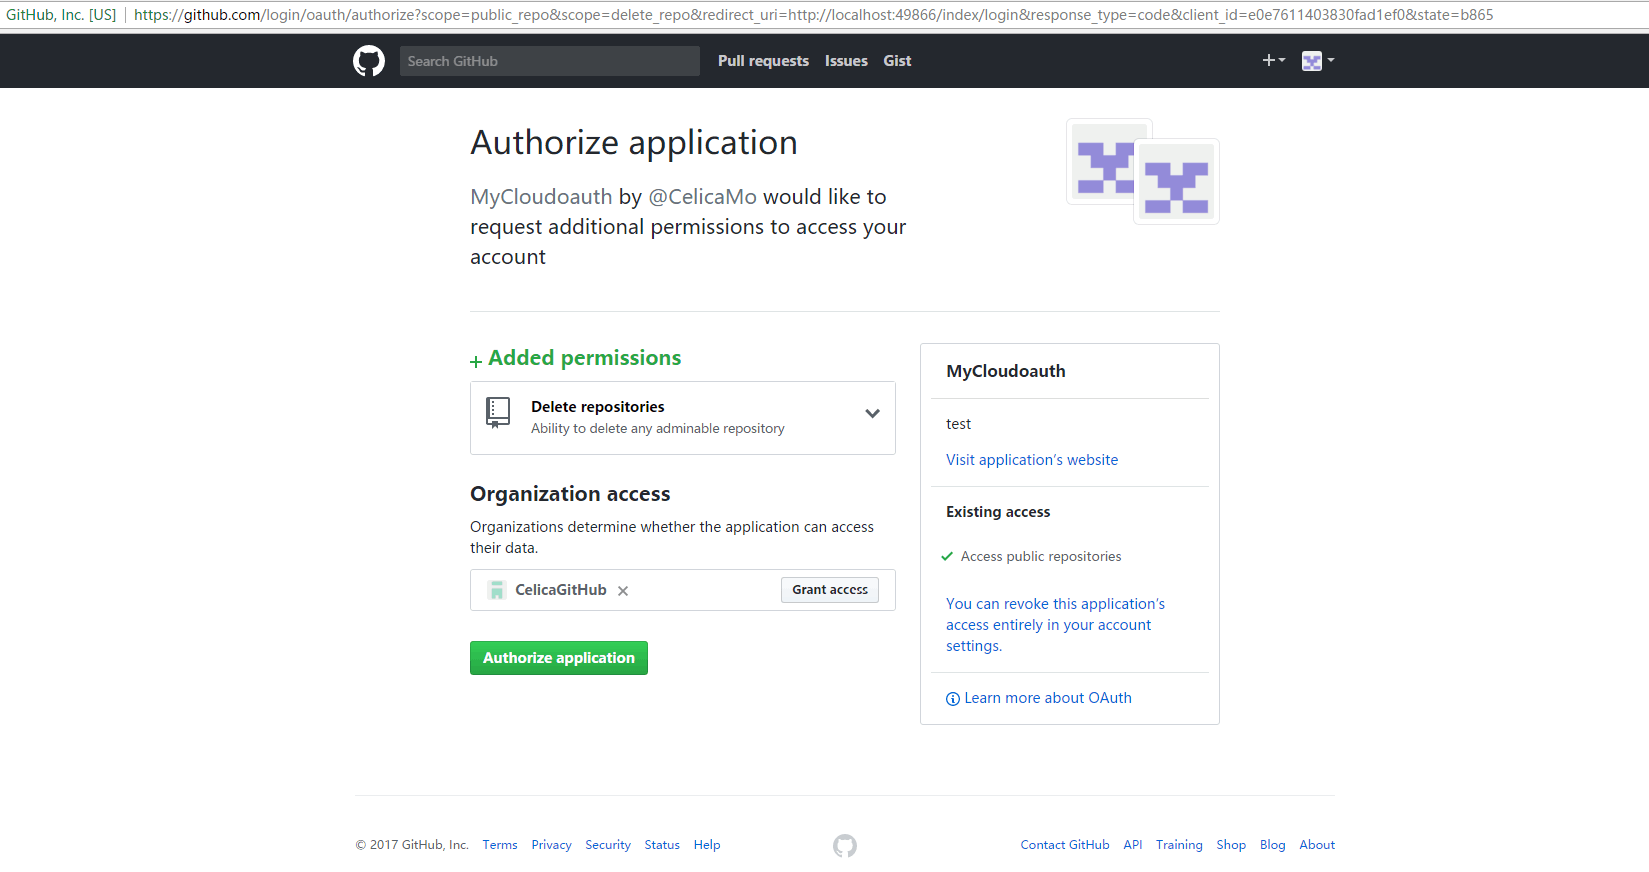 GitHub, Inc. [US] | https://github.com/login/oauth/authorize?scope=public_repo&scope=delete_repo&redirect_uri=http://localhost:49866/index/login&response_type=code&client_id=e0e7611403830fad1ef0&state=b865
Search GitHub Pull requests Issues Gist
Authorize application
MyCloudoauth by @CelicaMo would like to
request additional permissions to access your
account
Added permissions
Delete repositories
Ability to delete any adminable repository
Organization access
Organizations determine whether the application can access
their data.
CelicaGitHub Grant access
Authorize application
MyCloudoauth
test
Visit application's website
Existing access
Access public repositories
You can revoke this application's
access entirely in your account
settings.
Learn more about OAuth
© 2017 GitHub, Inc. Terms Privacy Security Status Help Contact GitHub API Training Shop Blog About